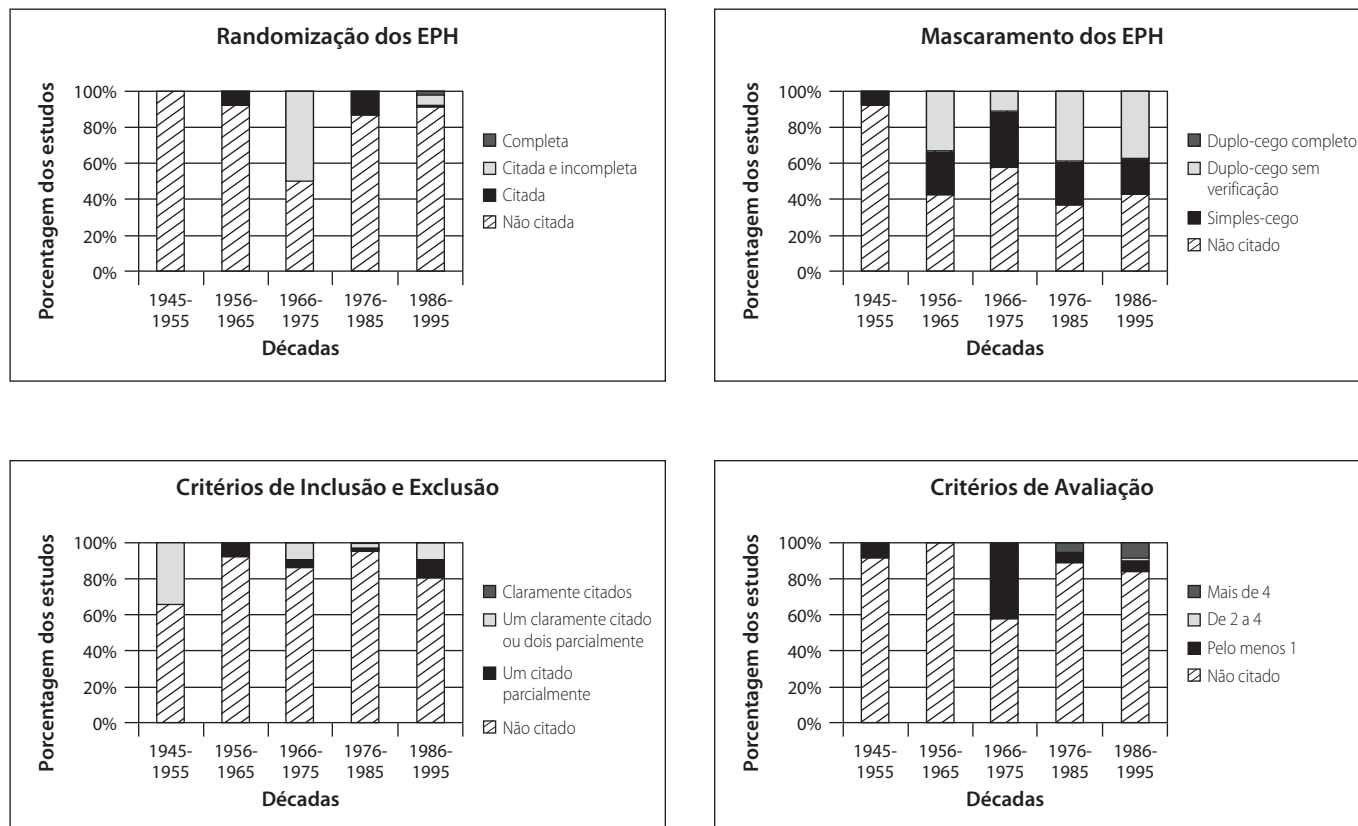 Randomização dos EPH
Porcentagem dos estudos
100%
80%
60%
40%
20%
0%
1945-
1955
1956-
1965
1966-
1975
1976-
1985
1986-
1995
Décadas
Completa
Citada e incompleta
Citada
Não citada
Mascaramento dos EPH
Porcentagem dos estudos
100%
80%
60%
40%
20%
0%
1945-
1955
1956-
1965
1966-
1975
1976-
1985
1986-
1995
Décadas
Duplo-cego completo
Duplo-cego sem
verificação
Simples-cego
Não citado
Critérios de Inclusão e Exclusão
Porcentagem dos estudos
100%
80%
60%
40%
20%
0%
1945-
1955
1956-
1965
1966-
1975
1976-
1985
1986-
1995
Décadas
Claramente citados
Um claramente citado
ou dois parcialmente
Um citado
parcialmente
Não citado
Critérios de Avaliação
Porcentagem dos estudos
100%
80%
60%
40%
20%
0%
1945-
1955
1956-
1965
1966-
1975
1976-
1985
1986-
1995
Décadas
Mais de 4
De 2 a 4
Pelo menos 1
Não citado